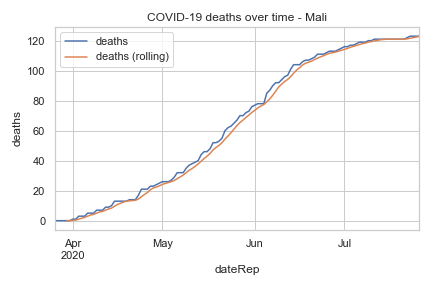 COVID-19 deaths over time - Mali
deaths
deaths (rolling)
deaths
120
100
80
60
40
20
0
Apr
2020
May
Jun
Jul
dateRep